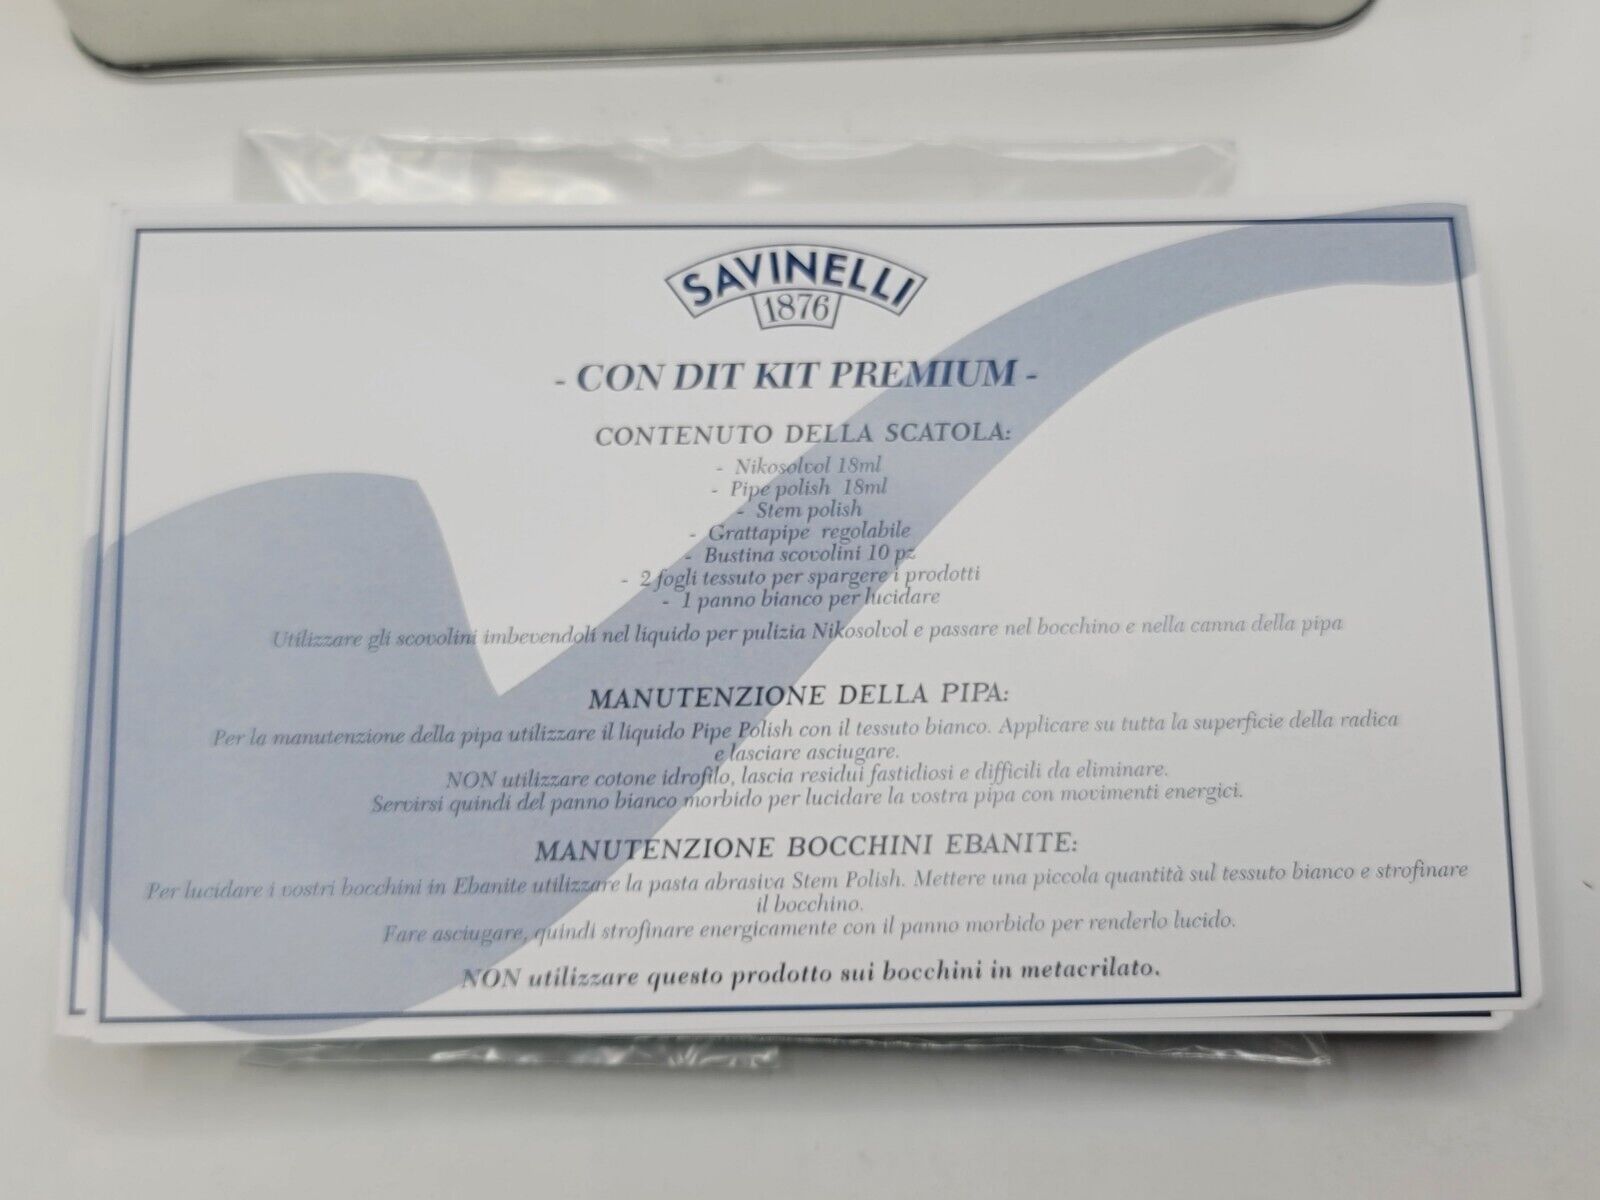 SAVINELLI
1876
- CON DIT KIT PREMIUM -
CONTENUTO DELLA SCATOLA:
- Nikosolvol 18ml
- Pipe polish 18ml
- Stem polish
- Grattapipe regolabile
- Bustina scovolini 10 pz
- 2 fogli tessuto per spargere i prodotti
- 1 panno bianco per lucidare
Utilizzare gli scovolini imbevendoli nel liquido per pulizia Nikosolvol e passare nel bocchino e nella canna della pipa
MANUTENZIONE DELLA PIPA:
Per la manutenzione della pipa utilizzare il liquido Pipe Polish con il tessuto bianco. Applicare su tutta la superficie della radica
e lasciare asciugare.
NON utilizzare cotone idrofilo, lascia residui fastidiosi e difficili da eliminare.
Servirsi quindi del panno bianco morbido per lucidare la vostra pipa con movimenti energici.
MANUTENZIONE BOCCHINI EBANITE:
Per lucidare i vostri bocchini in Ebanite utilizzare la pasta abrasiva Stem Polish. Mettere una piccola quantità sul tessuto bianco e strofinare
il bocchino.
Fare asciugare, quindi strofinare energicamente con il panno morbido per renderlo lucido.
NON utilizzare questo prodotto sui bocchini in metacrilato.